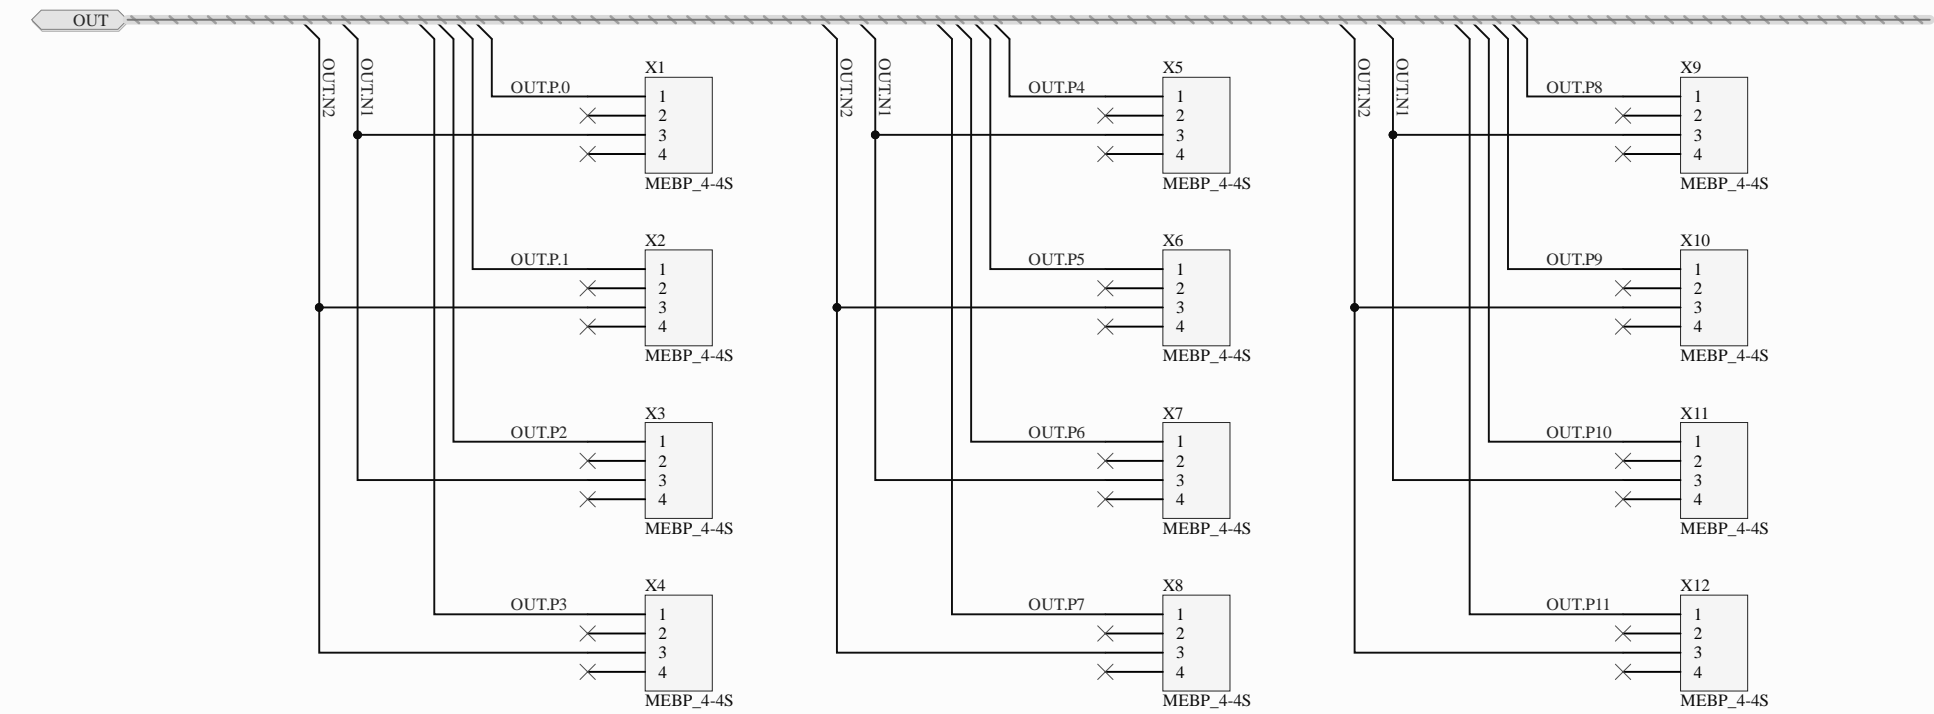 OUT
OUT.N2
OUT.N1
X1
OUT.P.0
1
2
3
4
MEBP_4-4S
X2
OUT.P.1
1
2
3
4
MEBP_4-4S
X3
OUT.P2
1
2
3
4
MEBP_4-4S
X4
OUT.P3
1
2
3
4
MEBP_4-4S
OUT.N2
OUT.N1
X5
OUT.P4
1
2
3
4
MEBP_4-4S
X6
OUT.P5
1
2
3
4
MEBP_4-4S
X7
OUT.P6
1
2
3
4
MEBP_4-4S
X8
OUT.P7
1
2
3
4
MEBP_4-4S
OUT.N2
OUT.N1
X9
OUT.P8
1
2
3
4
MEBP_4-4S
X10
OUT.P9
1
2
3
4
MEBP_4-4S
X11
OUT.P10
1
2
3
4
MEBP_4-4S
X12
OUT.P11
1
2
3
4
MEBP_4-4S